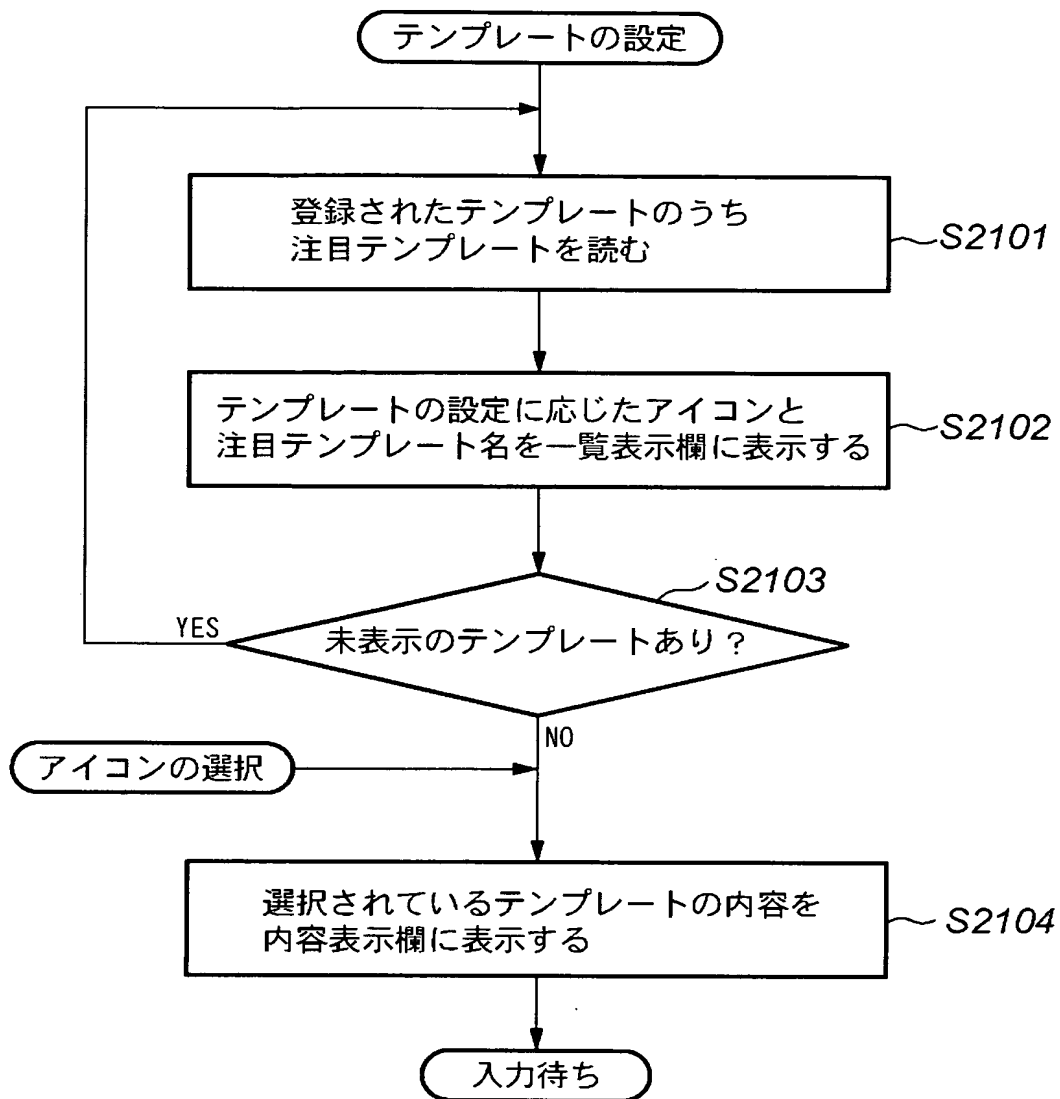 テンプレートの設定
登録されたテンプレートのうち
注目テンプレートを読む
S2101
テンプレートの設定に応じたアイコンと
注目テンプレート名を一覧表示欄に表示する
S2102
S2103
YES
未表示のテンプレートあり?
NO
アイコンの選択
選択されているテンプレートの内容を
内容表示欄に表示する
S2104
入力待ち